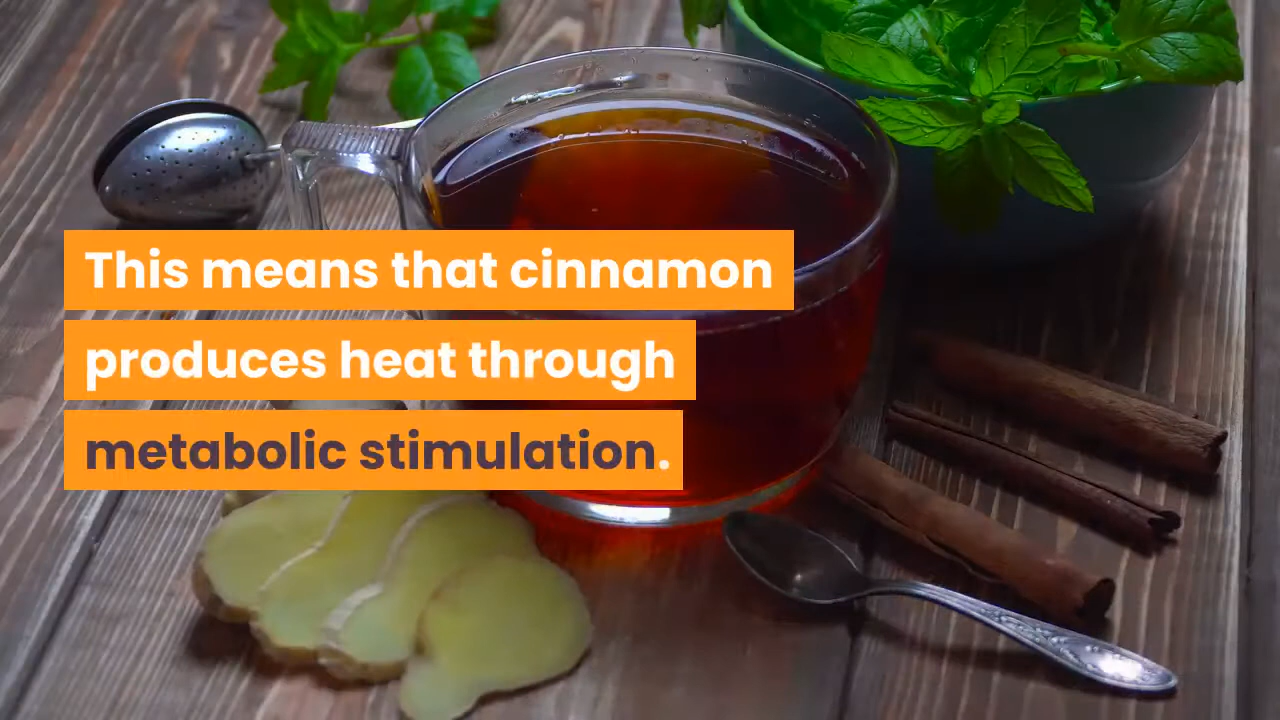 This means that cinnamon
produces heat through
metabolic stimulation.